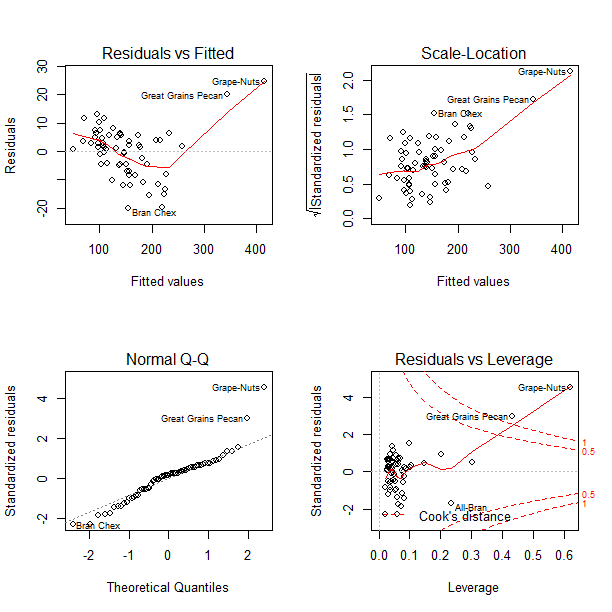 Residuals vs Fitted
Residuals
30
20
10
0
-20
Grape-Nuts
Great Grains Pecan
Bran Chex
100 200 300 400
Fitted values
Scale-Location
√|Standardized residuals|
2.0
1.5
1.0
0.5
0.0
Grape-Nuts
Great Grains Pecan
Bran Chex
100 200 300 400
Fitted values
Normal Q-Q
Standardized residuals
4
2
0
-2
Grape-Nuts
Great Grains Pecan
Bran Chex
-2 -1 0 1 2
Theoretical Quantiles
Residuals vs Leverage
Standardized residuals
4
2
0
-2
Grape-Nuts
Great Grains Pecan
All-Bran
Cook's distance
1
0.5
0.5
1
0.0 0.1 0.2 0.3 0.4 0.5 0.6
Leverage